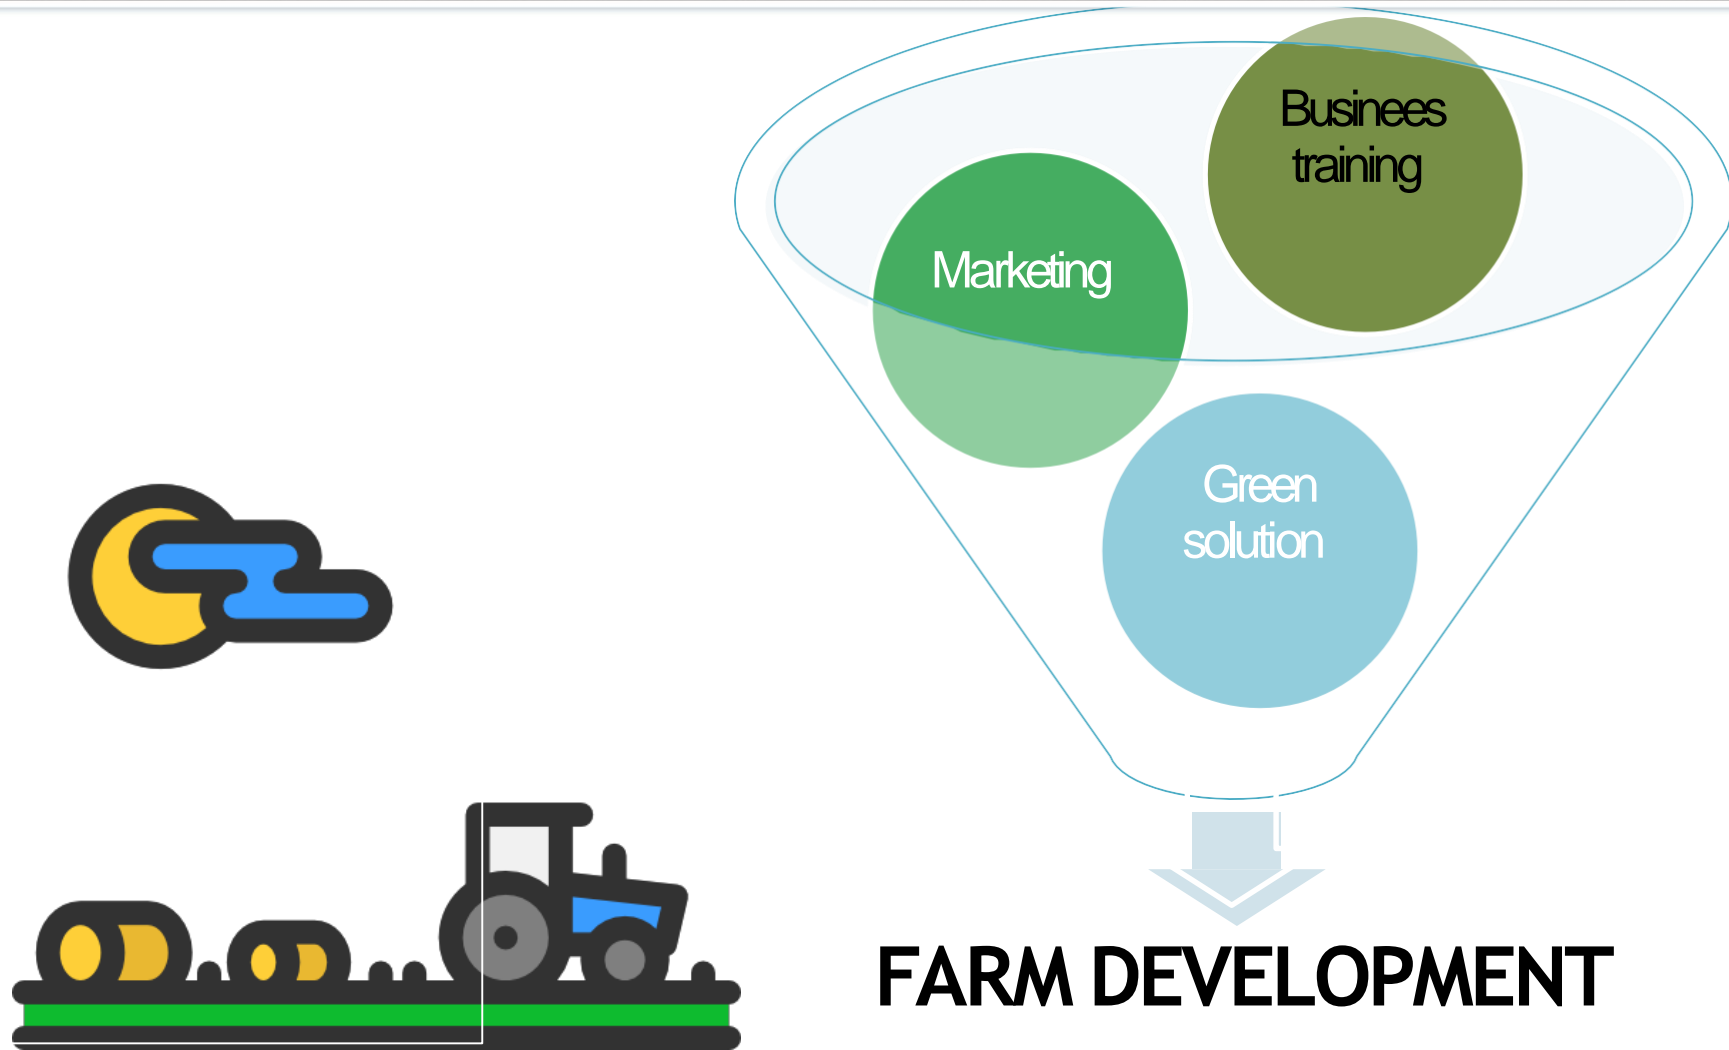 Businees
training
Marketing
Green
solution
FARM DEVELOPMENT